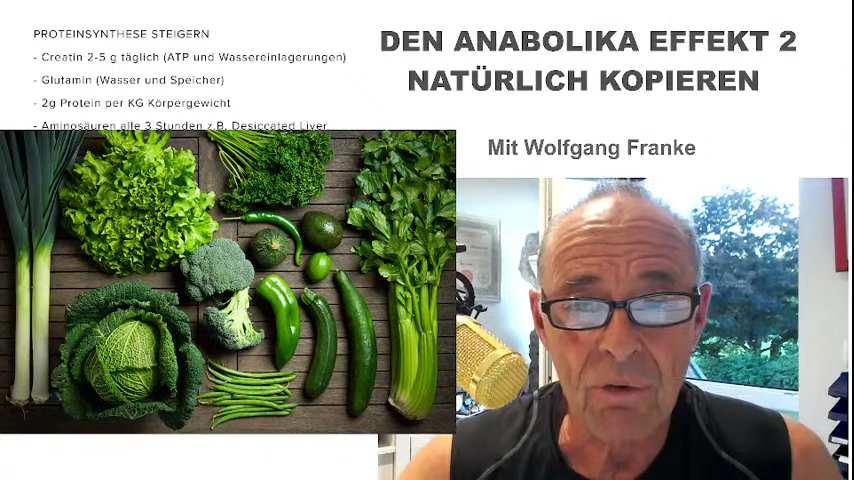 PROTEINSYNTHESE STEIGERN
- Creatin 2-5 g täglich (ATP und Wassereinlagerungen)
- Glutamin (Wasser und Speicher)
- 2g Protein per KG Körpergewicht
- Aminosäuren alle 3 Stunden z.B. Desiccated Liver
DEN ANABOLIKA EFFEKT 2
NATÜRLICH KOPIEREN
Mit Wolfgang Franke